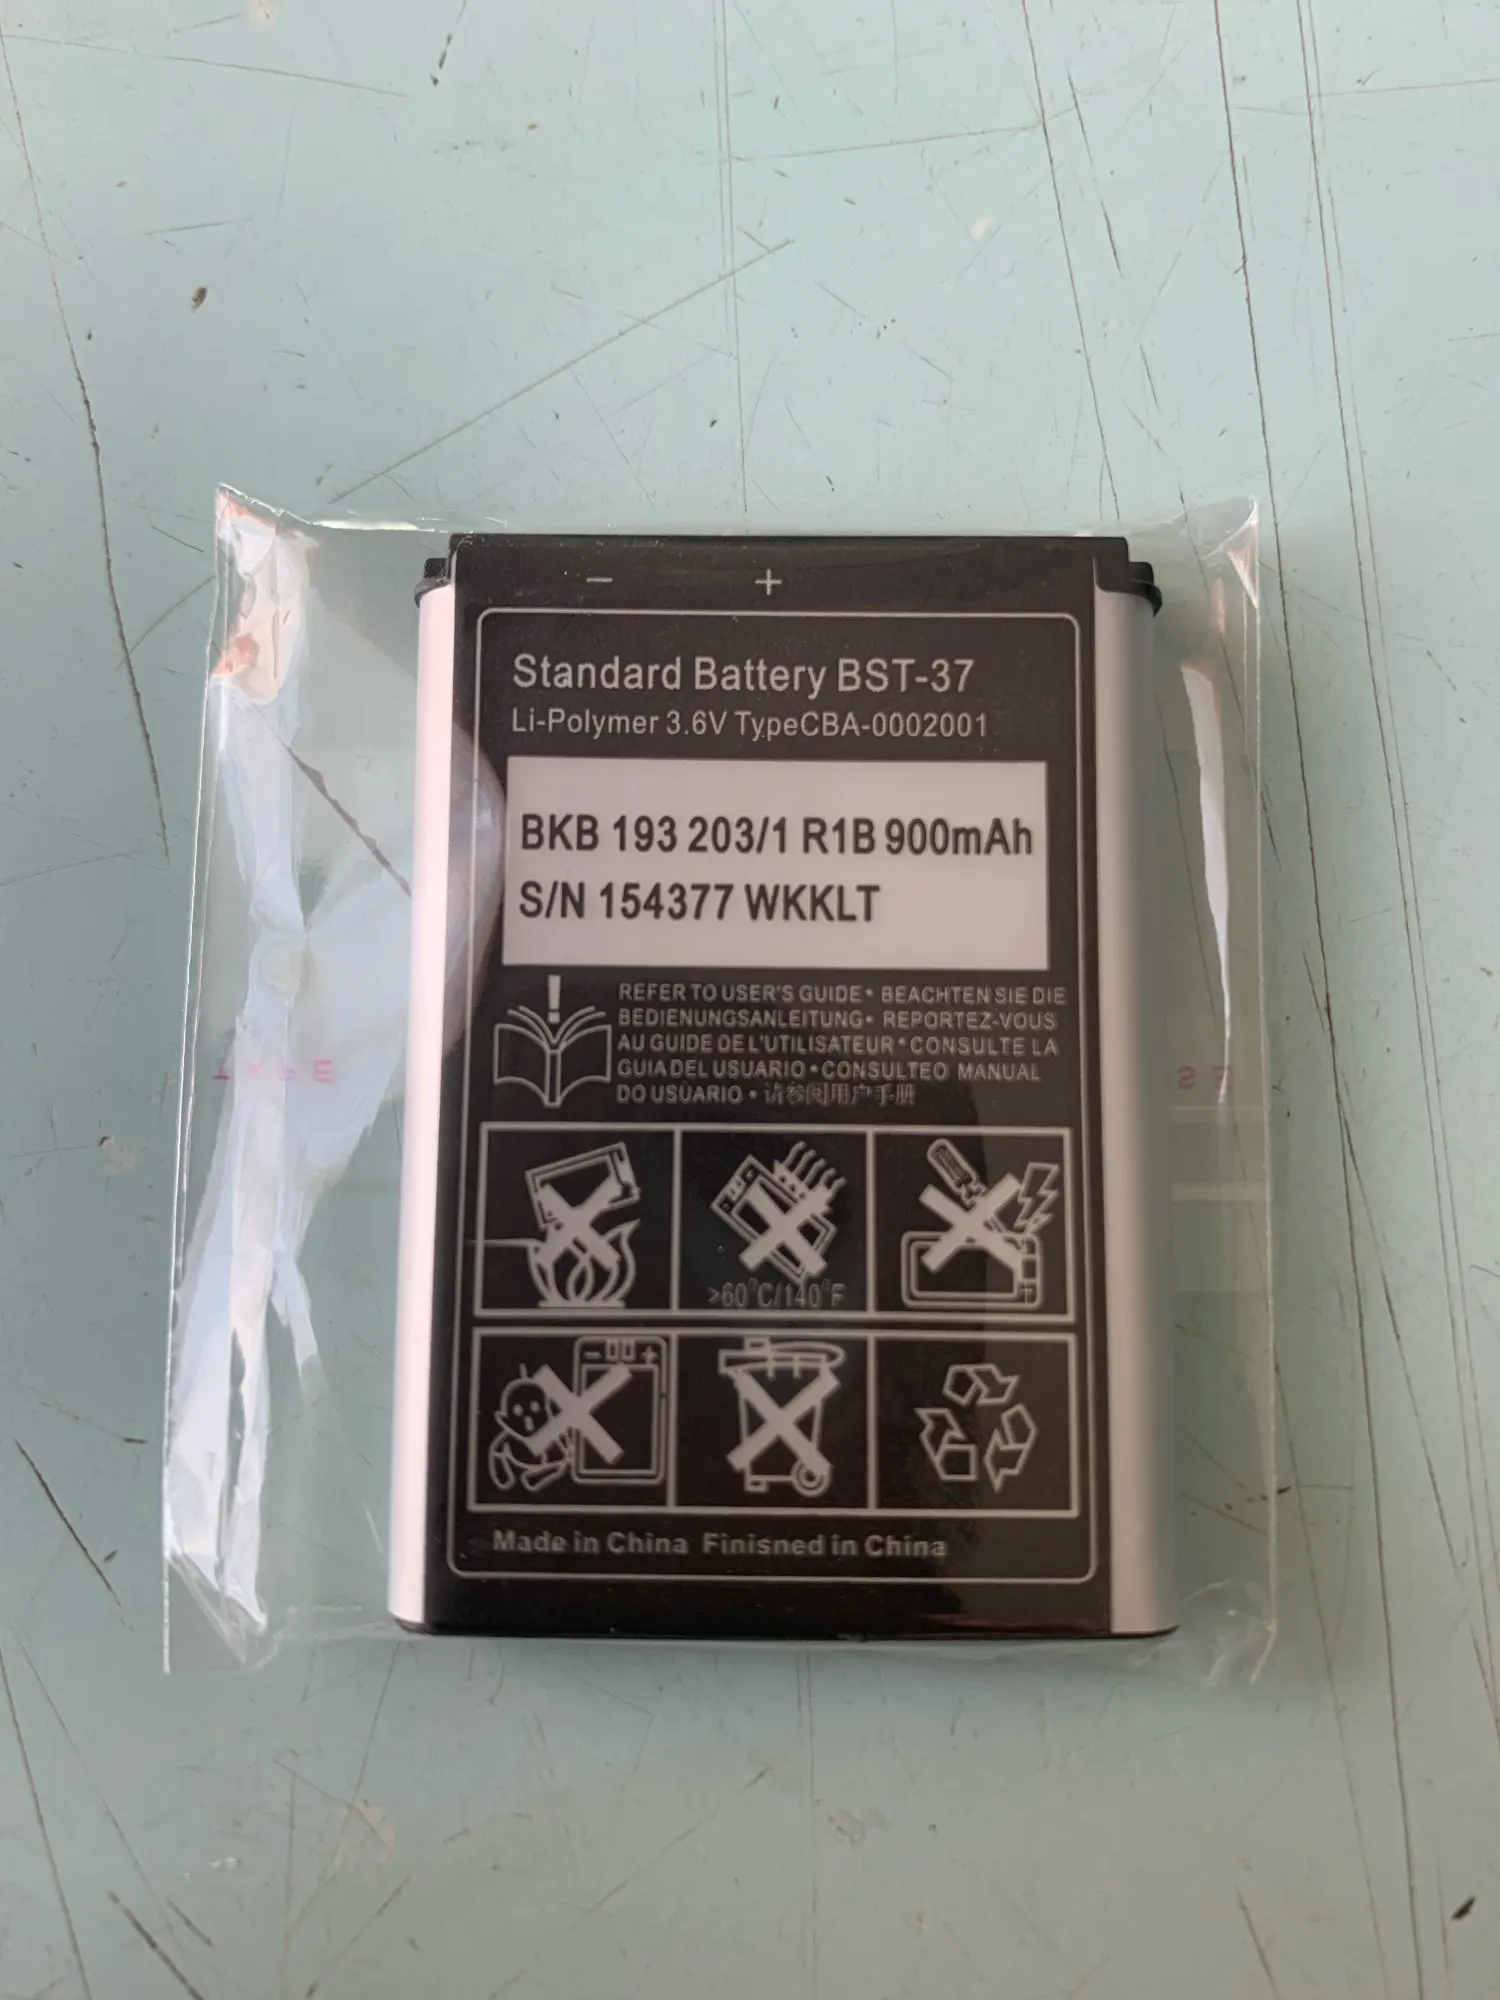 − +
Standard Battery BST-37
Li-Polymer 3.6V TypeCBA-0002001
BKB 193 203/1 R1B 900mAh
S/N 154377 WKKLT
REFER TO USER'S GUIDE • BEACHTEN SIE DIE
BEDIENUNGSANLEITUNG • REPORTEZ-VOUS
AU GUIDE DE L'UTILISATEUR • CONSULTE LA
GUIA DEL USUARIO • CONSULTEO MANUAL
DO USUARIO • 请参阅用户手册
>60°C/140°F
− +
Made in China Finisned in China